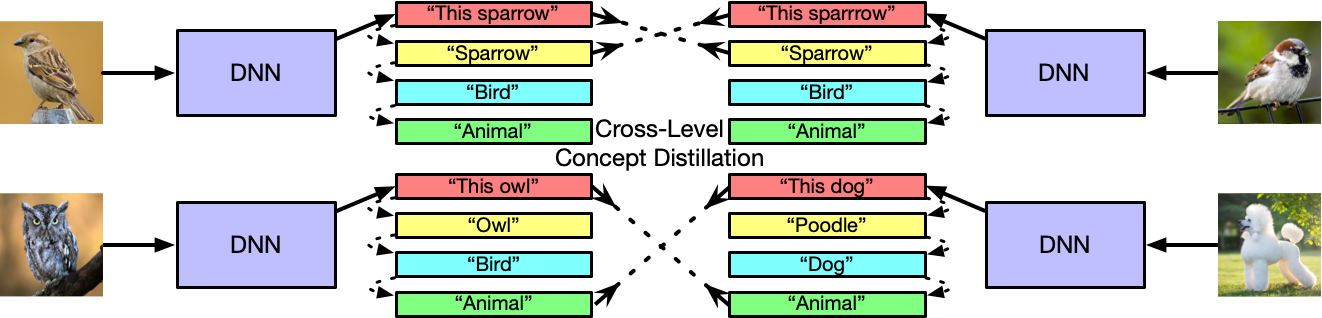 “This sparrow”
“This sparrrow”
DNN
“Sparrow”
“Sparrow”
DNN
“Bird”
“Bird”
“Animal”
Cross-Level
“Animal”
Concept Distillation
“This owl”
“This dog”
DNN
“Owl”
“Poodle”
DNN
“Bird”
“Dog”
“Animal”
“Animal”